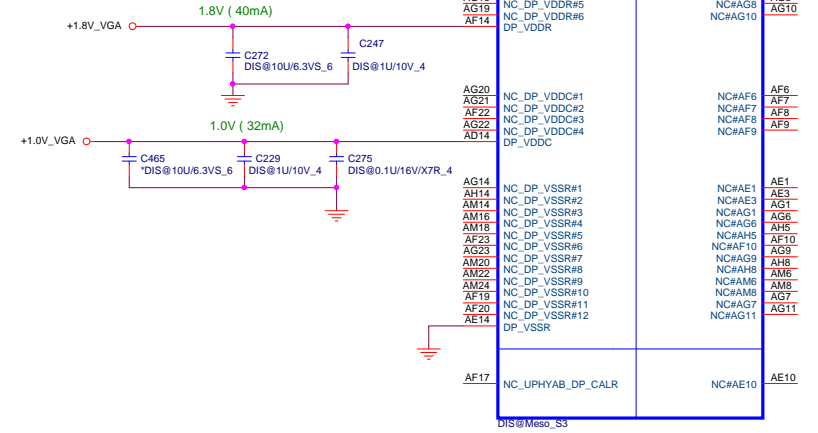 1.8V ( 40mA)
+1.8V_VGA
C272
DIS@10U/6.3VS_6
C247
DIS@1U/10V_4
1.0V ( 32mA)
+1.0V_VGA
C465
*DIS@10U/6.3VS_6
C229
DIS@1U/10V_4
C275
DIS@0.1U/16V/X7R_4
NC_DP_VDDR#5
AG19 NC_DP_VDDR#6
AF14 DP_VDDR
AG20 NC_DP_VDDC#1
AG21 NC_DP_VDDC#2
AF22 NC_DP_VDDC#3
AG22 NC_DP_VDDC#4
AD14 DP_VDDC
AG14 NC_DP_VSSR#1
AH14 NC_DP_VSSR#2
AM14 NC_DP_VSSR#3
AM16 NC_DP_VSSR#4
AM18 NC_DP_VSSR#5
AF23 NC_DP_VSSR#6
AG23 NC_DP_VSSR#7
AM20 NC_DP_VSSR#8
AM22 NC_DP_VSSR#9
AM24 NC_DP_VSSR#10
AF19 NC_DP_VSSR#11
AF20 NC_DP_VSSR#12
AE14 DP_VSSR
AF17 NC_UPHYAB_DP_CALR
NC#AG8
NC#AG10 AG10
NC#AF6 AF6
NC#AF7 AF7
NC#AF8 AF8
NC#AF9 AF9
NC#AE1 AE1
NC#AE3 AE3
NC#AG1 AG1
NC#AG6 AG6
NC#AH5 AH5
NC#AF10 AF10
NC#AG9 AG9
NC#AH8 AH8
NC#AM6 AM6
NC#AM8 AM8
NC#AG7 AG7
NC#AG11 AG11
NC#AE10 AE10
DIS@Meso_S3